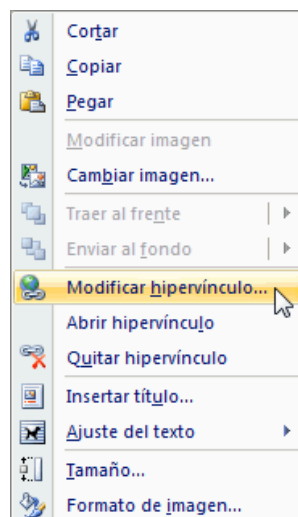 Cortar
Copiar
Pegar
Modificar imagen
Cambiar imagen...
Traer al frente
Enviar al fondo
Modificar hipervínculo...
Abrir hipervínculo
Quitar hipervínculo
Insertar título...
Ajuste del texto
Tamaño...
Formato de imagen...